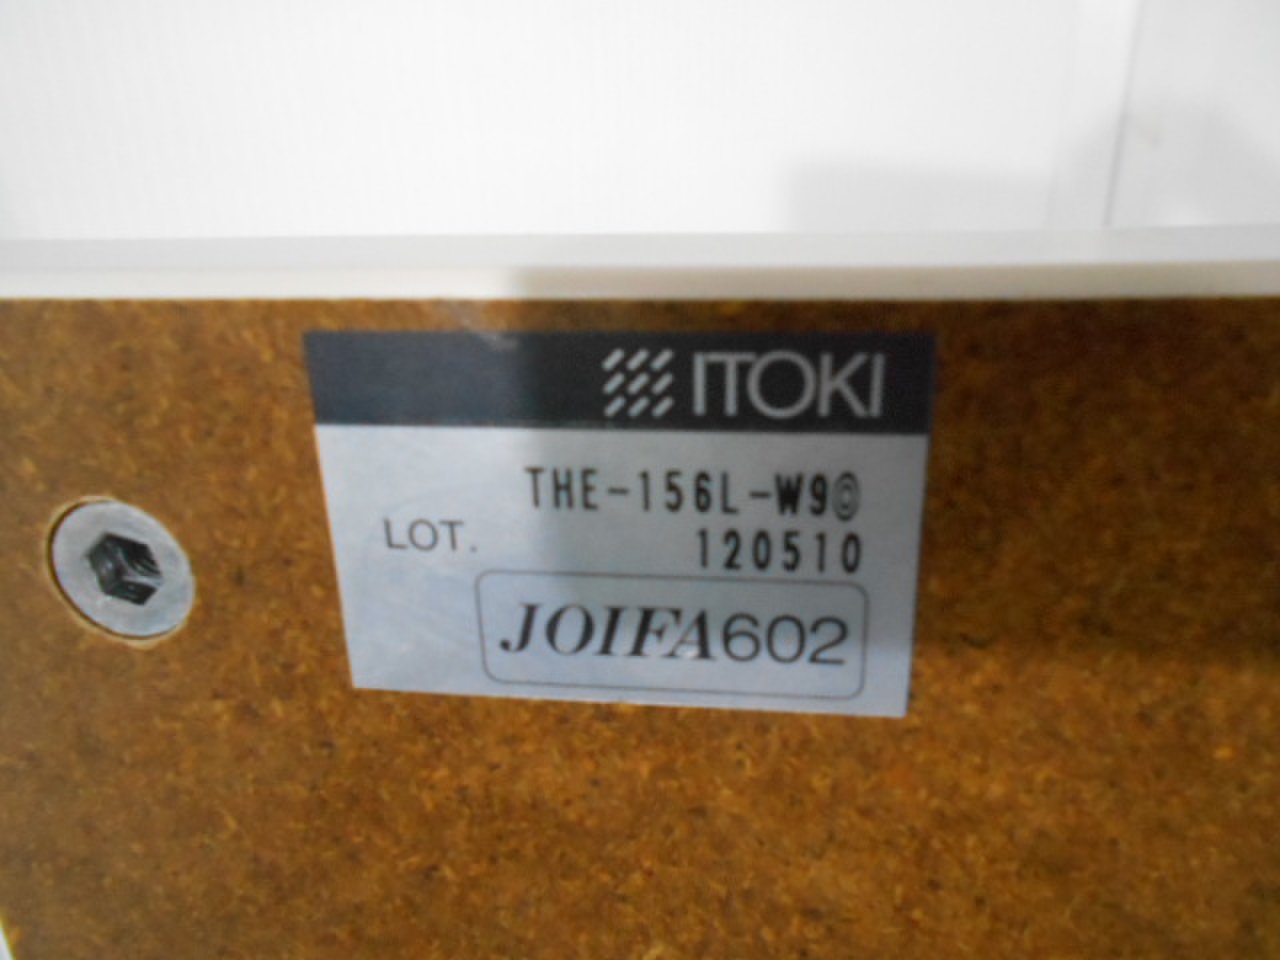 ITOKI
THE-156L-W9◎
LOT. 120510
JOIFA602